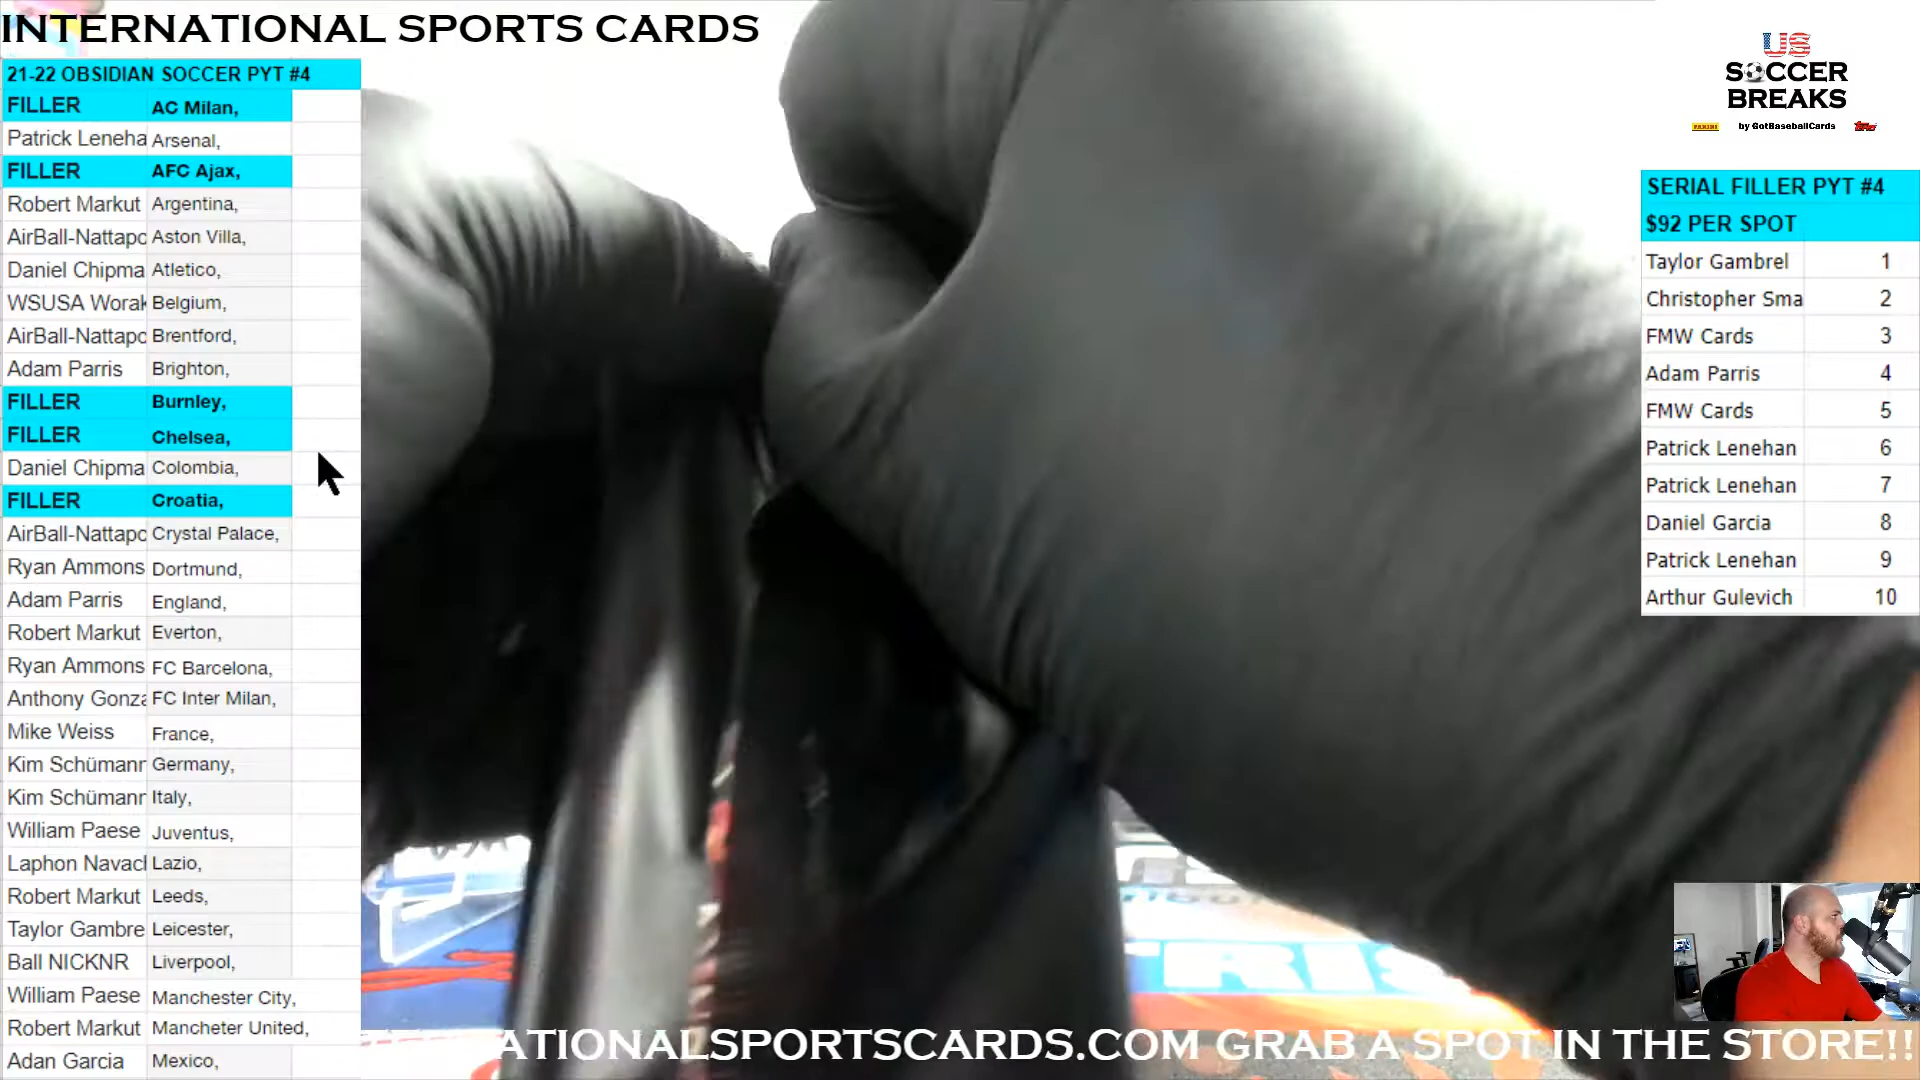 INTERNATIONAL SPORTS CARDS
21-22 OBSIDIAN SOCCER PYT #4
FILLER AC Milan,
Patrick Leneha Arsenal,
FILLER AFC Ajax,
Robert Markut Argentina,
AirBall-Nattapo Aston Villa,
Daniel Chipma Atletico,
WSUSA Worak Belgium,
AirBall-Nattapo Brentford,
Adam Parris Brighton,
FILLER Burnley,
FILLER Chelsea,
Daniel Chipma Colombia,
FILLER Croatia,
AirBall-Nattapo Crystal Palace,
Ryan Ammons Dortmund,
Adam Parris England,
Robert Markut Everton,
Ryan Ammons FC Barcelona,
Anthony Gonza FC Inter Milan,
Mike Weiss France,
Kim Schümann Germany,
Kim Schümann Italy,
William Paese Juventus,
Laphon Navacl Lazio,
Robert Markut Leeds,
Taylor Gambre Leicester,
Ball NICKNR Liverpool,
William Paese Manchester City,
Robert Markut Mancheter United,
Adan Garcia Mexico,
US
SOCCER
BREAKS
PANINI by GotBaseballCards Topps
SERIAL FILLER PYT #4
$92 PER SPOT
Taylor Gambrel 1
Christopher Sma 2
FMW Cards 3
Adam Parris 4
FMW Cards 5
Patrick Lenehan 6
Patrick Lenehan 7
Daniel Garcia 8
Patrick Lenehan 9
Arthur Gulevich 10
TRIS
ATIONALSPORTSCARDS.COM GRAB A SPOT IN THE STORE!!